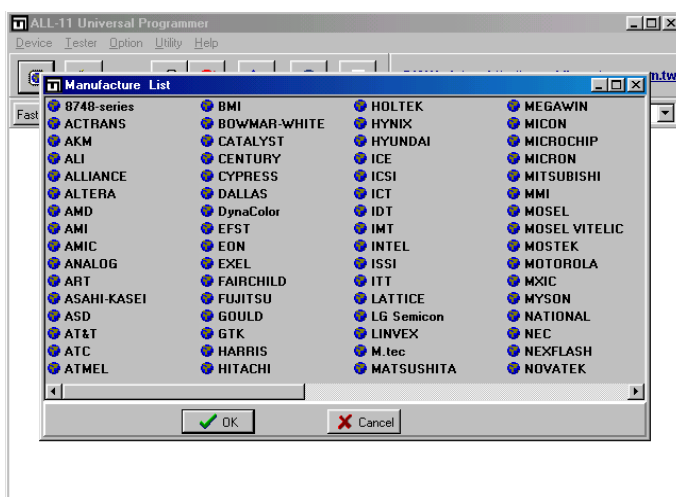 ALL-11 Universal Programmer
Device Tester Option Utility Help
m.tw
Manufacture List
Fast
8748-series
ACTRANS
AKM
ALI
ALLIANCE
ALTERA
AMD
AMI
AMIC
ANALOG
ART
ASAHI-KASEI
ASD
AT&T
ATC
ATMEL
BMI
BOWMAR-WHITE
CATALYST
CENTURY
CYPRESS
DALLAS
DynaColor
EFST
EON
EXEL
FAIRCHILD
FUJITSU
GOULD
GTK
HARRIS
HITACHI
HOLTEK
HYNIX
HYUNDAI
ICE
ICSI
ICT
IDT
IMT
INTEL
ISSI
ITT
LATTICE
LG Semicon
LINVEX
M.tec
MATSUSHITA
MEGAWIN
MICON
MICROCHIP
MICRON
MITSUBISHI
MMI
MOSEL
MOSEL VITELIC
MOSTEK
MOTOROLA
MXIC
MYSON
NATIONAL
NEC
NEXFLASH
NOVATEK
OK
Cancel